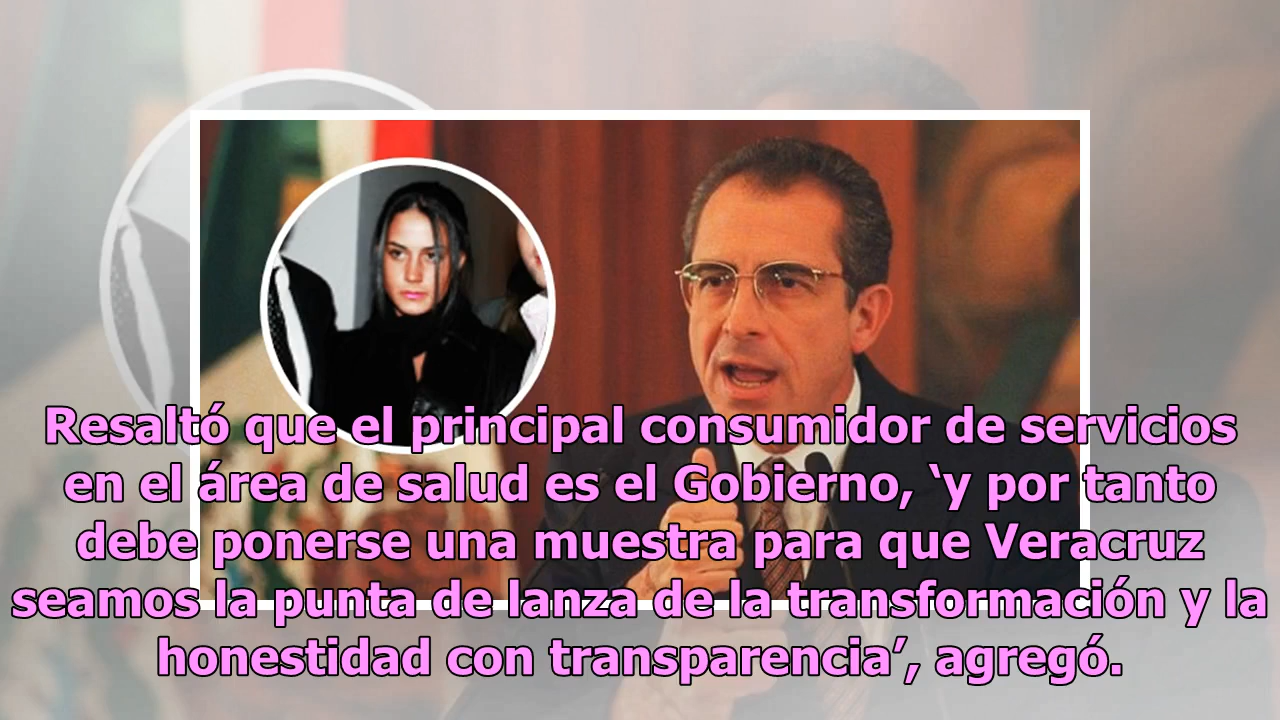 Resaltó que el principal consumidor de servicios
en el área de salud es el Gobierno, ‘y por tanto
debe ponerse una muestra para que Veracruz
seamos la punta de lanza de la transformación y la
honestidad con transparencia’, agregó.